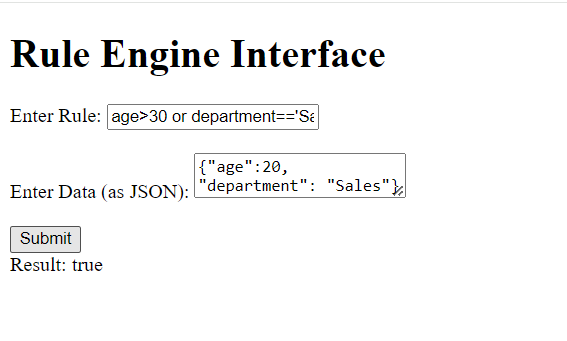 Rule Engine Interface
Enter Rule: age>30 or department=='Sa
Enter Data (as JSON): {"age":20,
"department": "Sales"}
Submit
Result: true